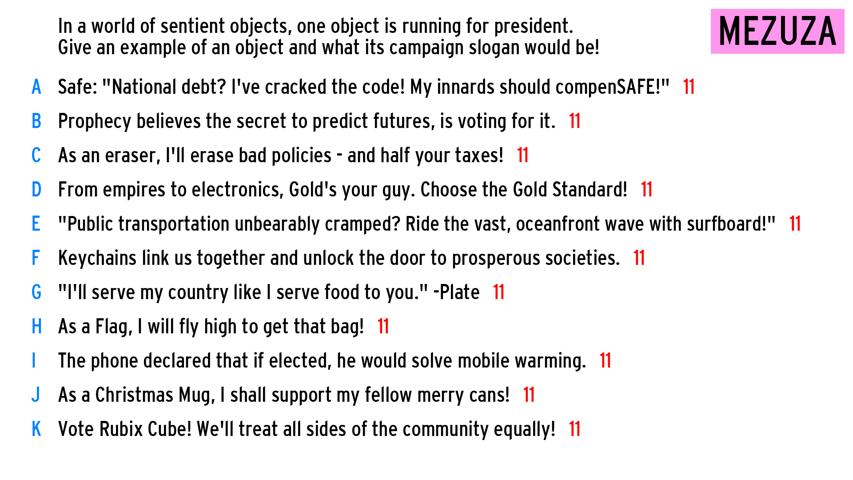 In a world of sentient objects, one object is running for president.
Give an example of an object and what its campaign slogan would be!
MEZUZA
A Safe: "National debt? I've cracked the code! My innards should compenSAFE!" 11
B Prophecy believes the secret to predict futures, is voting for it. 11
C As an eraser, I'll erase bad policies - and half your taxes! 11
D From empires to electronics, Gold's your guy. Choose the Gold Standard! 11
E "Public transportation unbearably cramped? Ride the vast, oceanfront wave with surfboard!" 11
F Keychains link us together and unlock the door to prosperous societies. 11
G "I'll serve my country like I serve food to you." -Plate 11
H As a Flag, I will fly high to get that bag! 11
I The phone declared that if elected, he would solve mobile warming. 11
J As a Christmas Mug, I shall support my fellow merry cans! 11
K Vote Rubix Cube! We'll treat all sides of the community equally! 11